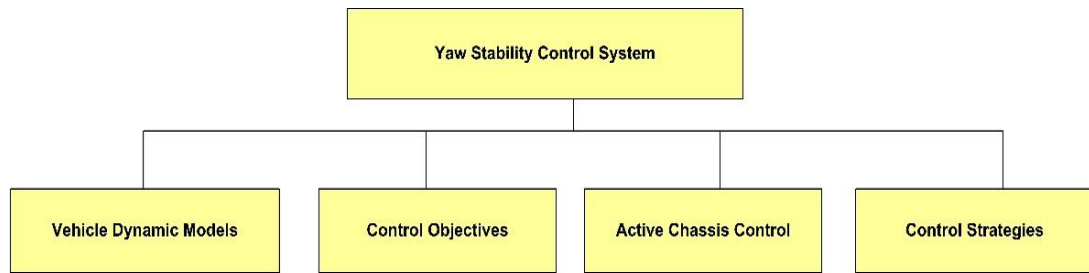 Yaw Stability Control System
Vehicle Dynamic Models
Control Objectives
Active Chassis Control
Control Strategies